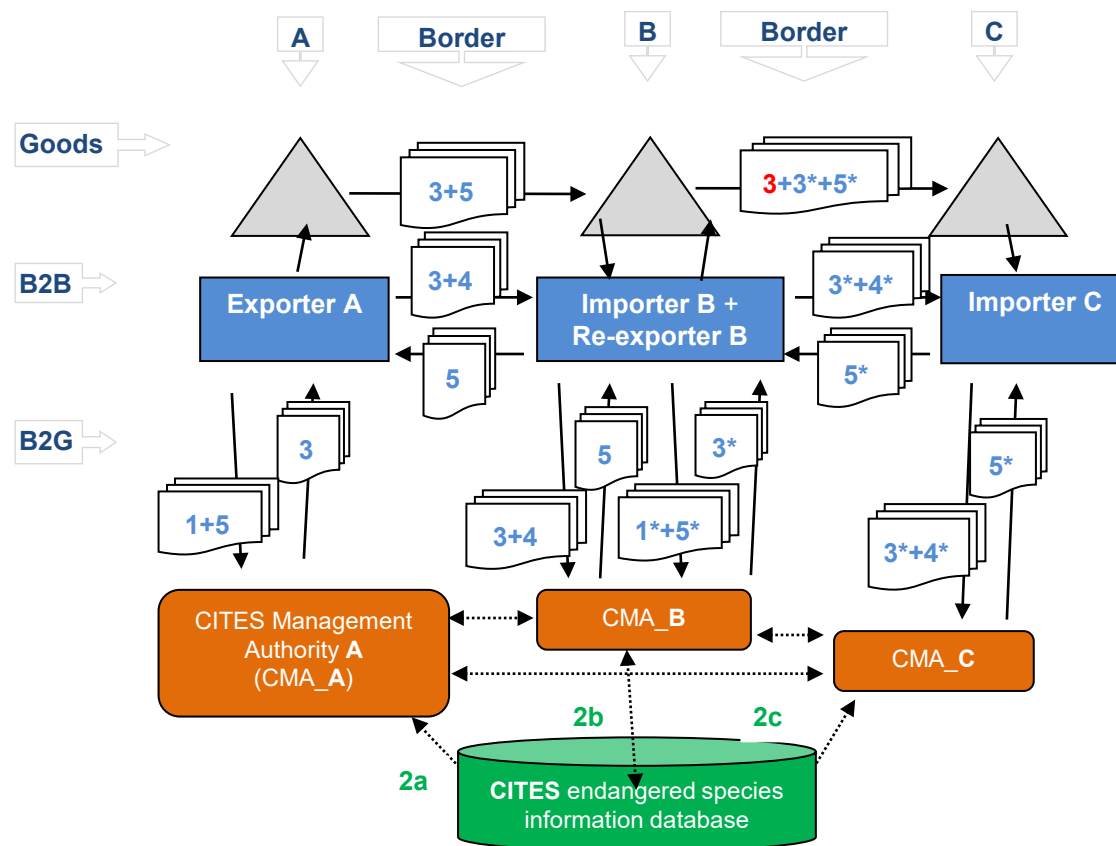 A
Border
B
Border
C
Goods
3+5
3+3*+5*
B2B
Exporter A
3+4
Importer B +
Re-exporter B
3*+4*
Importer C
5
5*
B2G
3
5
3*
5*
1+5
3+4
1*+5*
3*+4*
CITES Management
Authority A
(CMA_A)
CMA_B
CMA_C
2b
2c
2a
CITES endangered species
information database